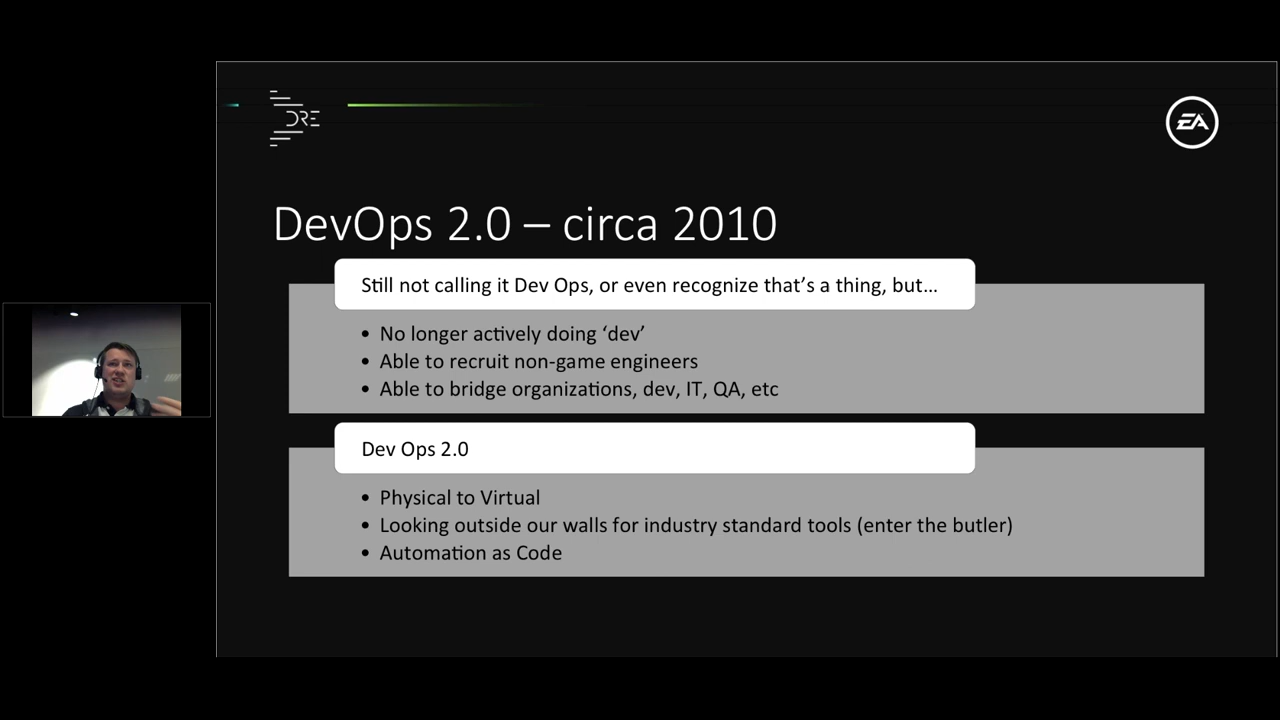 DRE
EA
DevOps 2.0 – circa 2010
Still not calling it Dev Ops, or even recognize that’s a thing, but…
• No longer actively doing ‘dev’
• Able to recruit non-game engineers
• Able to bridge organizations, dev, IT, QA, etc
Dev Ops 2.0
• Physical to Virtual
• Looking outside our walls for industry standard tools (enter the butler)
• Automation as Code